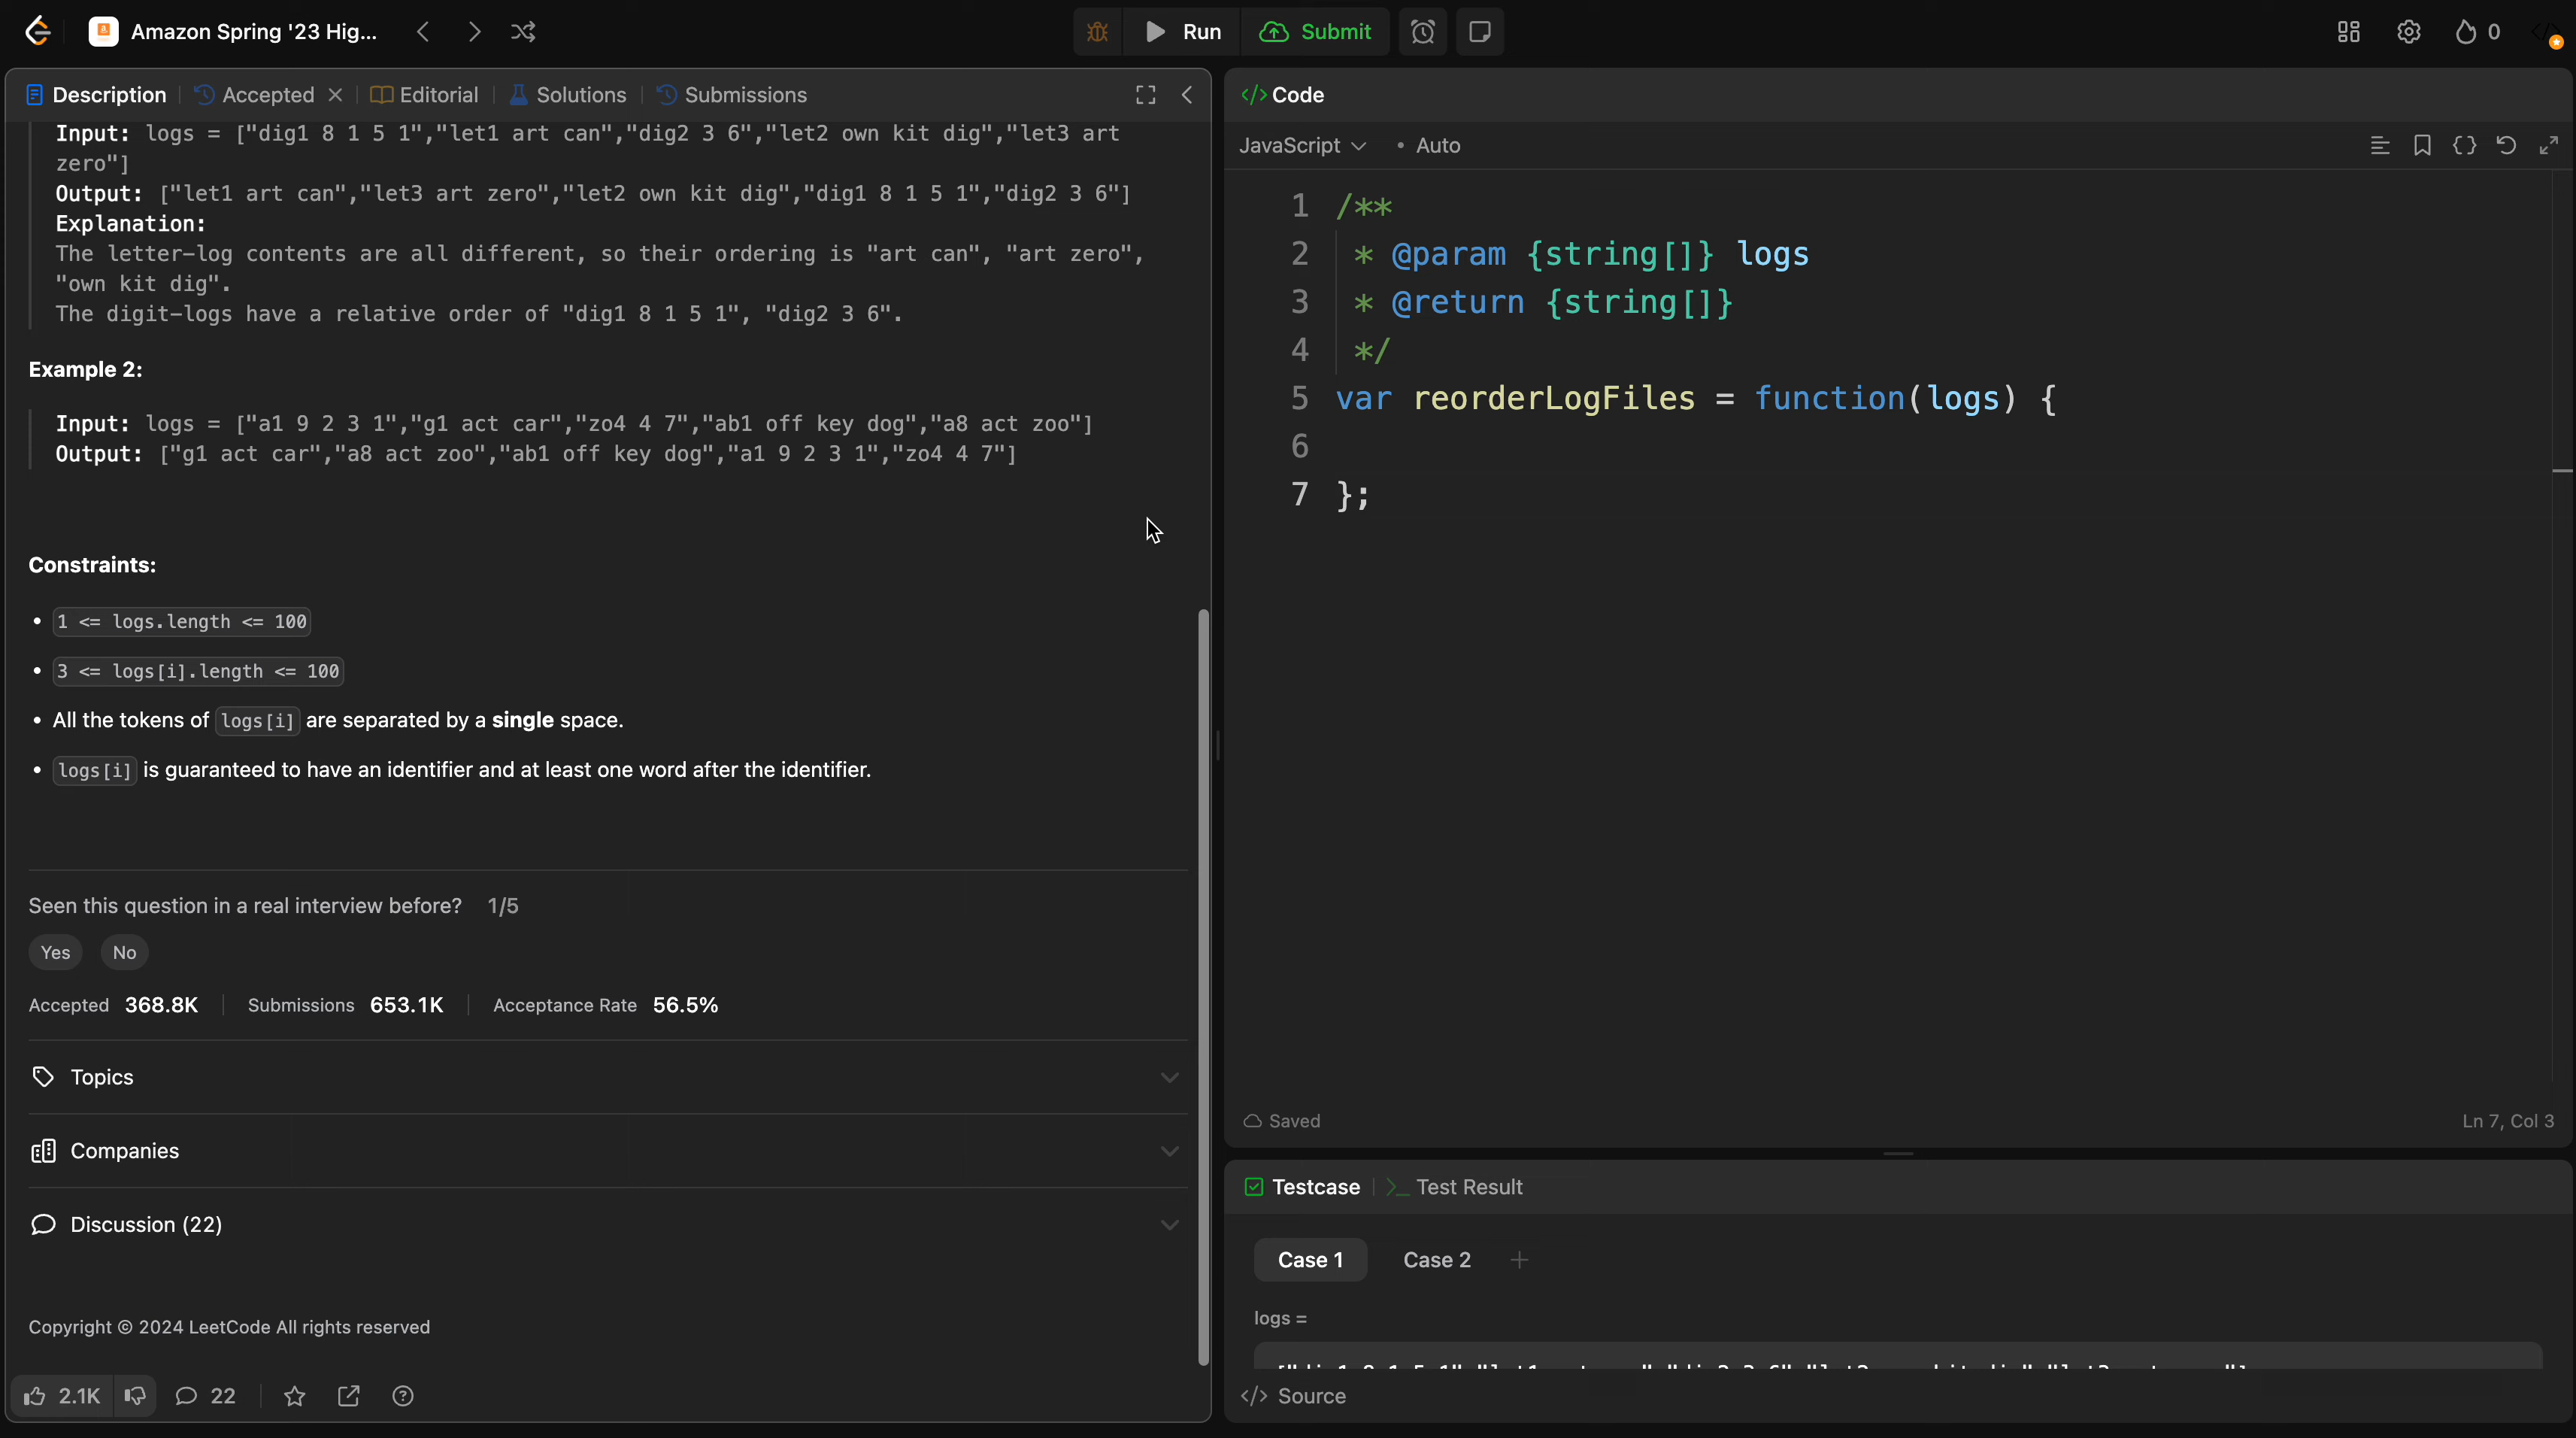 Amazon Spring '23 Hig...
Run
Submit
0
Description
Accepted
Editorial
Solutions
Submissions
Input: logs = ["dig1 8 1 5 1","let1 art can","dig2 3 6","let2 own kit dig","let3 art
zero"]
Output: ["let1 art can","let3 art zero","let2 own kit dig","dig1 8 1 5 1","dig2 3 6"]
Explanation:
The letter-log contents are all different, so their ordering is "art can", "art zero",
"own kit dig".
The digit-logs have a relative order of "dig1 8 1 5 1", "dig2 3 6".
Example 2:
Input: logs = ["a1 9 2 3 1","g1 act car","zo4 4 7","ab1 off key dog","a8 act zoo"]
Output: ["g1 act car","a8 act zoo","ab1 off key dog","a1 9 2 3 1","zo4 4 7"]
Constraints:
• 1 <= logs.length <= 100
• 3 <= logs[i].length <= 100
• All the tokens of logs[i] are separated by a single space.
• logs[i] is guaranteed to have an identifier and at least one word after the identifier.
Seen this question in a real interview before? 1/5
Yes No
Accepted 368.8K Submissions 653.1K Acceptance Rate 56.5%
Topics
Companies
Discussion (22)
Copyright © 2024 LeetCode All rights reserved
2.1K 22
</> Code
JavaScript • Auto
1 /**
2 * @param {string[]} logs
3 * @return {string[]}
4 */
5 var reorderLogFiles = function(logs) {
6
7 };
Saved
Ln 7, Col 3
Testcase
>_ Test Result
Case 1 Case 2 +
logs =
</> Source